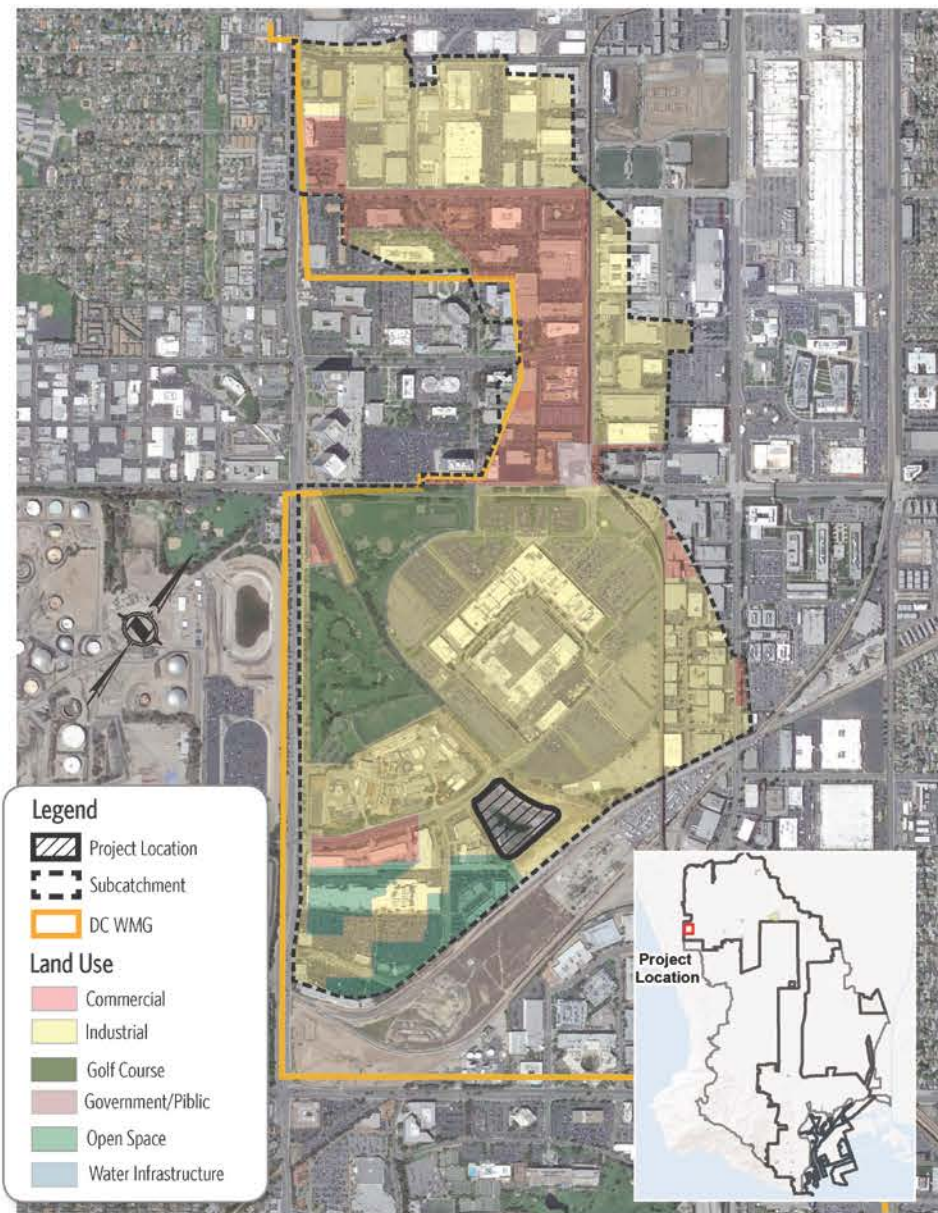 Legend
Project Location
Subcatchment
DC WMG
Land Use
Commercial
Industrial
Golf Course
Government/Piblic
Open Space
Water Infrastructure
Project
Location